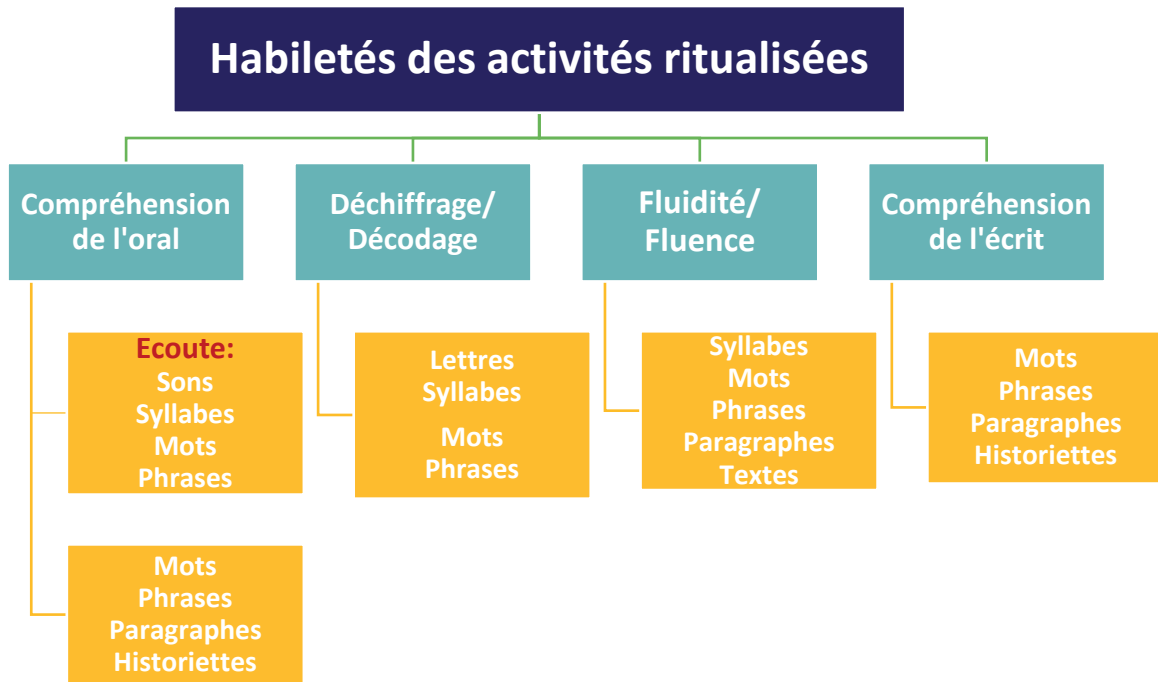 Habiletés des activités ritualisées
Compréhension
de l'oral
Ecoute:
Sons
Syllabes
Mots
Phrases
Mots
Phrases
Paragraphes
Historiettes
Déchiffrage/
Décodage
Lettres
Syllabes
Mots
Phrases
Fluidité/
Fluence
Syllabes
Mots
Phrases
Paragraphes
Textes
Compréhension
de l'écrit
Mots
Phrases
Paragraphes
Historiettes